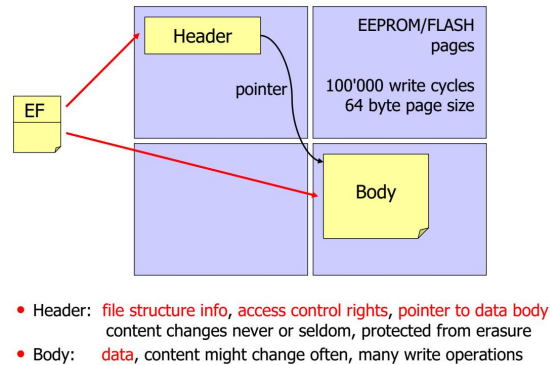 Header
EEPROM/FLASH
pages
100'000 write cycles
64 byte page size
pointer
EF
Body
• Header: file structure info, access control rights, pointer to data body
content changes never or seldom, protected from erasure
• Body: data, content might change often, many write operations